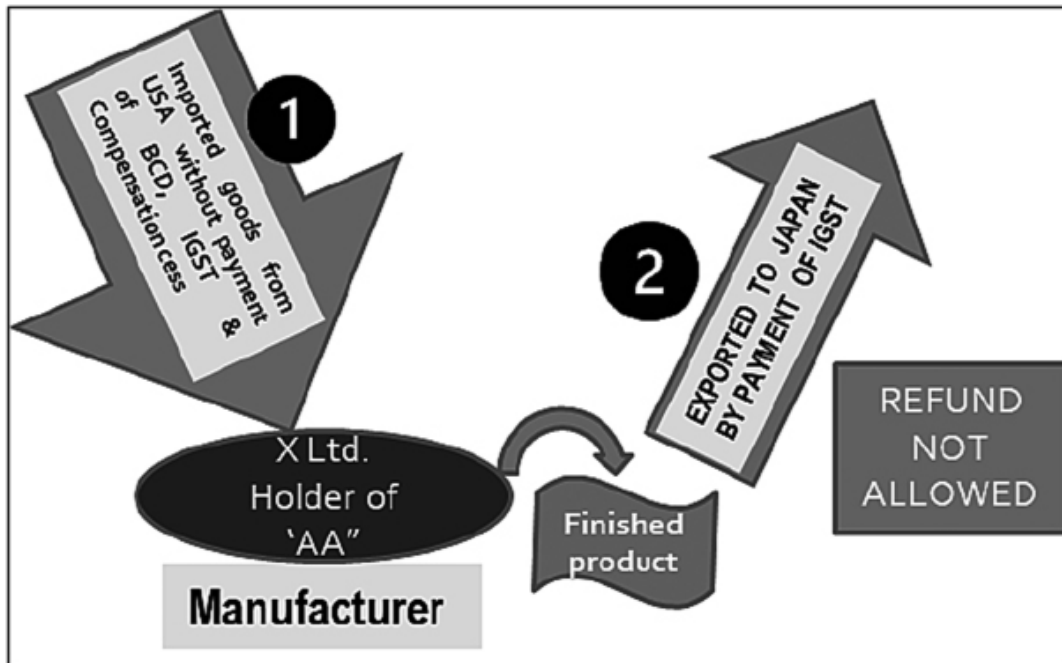 Imported goods from
USA without payment
of BCD, IGST &
Compensation cess
1
X Ltd.
Holder of
‘AA”
Manufacturer
Finished
product
2
EXPORTED TO JAPAN
BY PAYMENT OF IGST
REFUND
NOT
ALLOWED